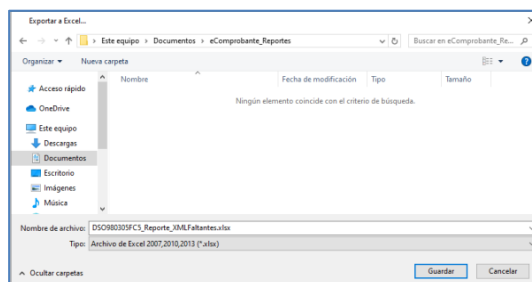 Exportar a Excel...
Este equipo > Documentos > eComprobante_Reportes
Buscar en eComprobante_Re...
Organizar
Nueva carpeta
Nombre
Fecha de modificación
Tipo
Tamaño
Ningún elemento coincide con el criterio de búsqueda.
Acceso rápido
OneDrive
Este equipo
Descargas
Documentos
Escritorio
Imágenes
Música
Nombre de archivo: DSO980305FC5_Reporte_XMLFaltantes.xlsx
Tipo: Archivo de Excel 2007,2010,2013 (*.xlsx)
Ocultar carpetas
Guardar
Cancelar